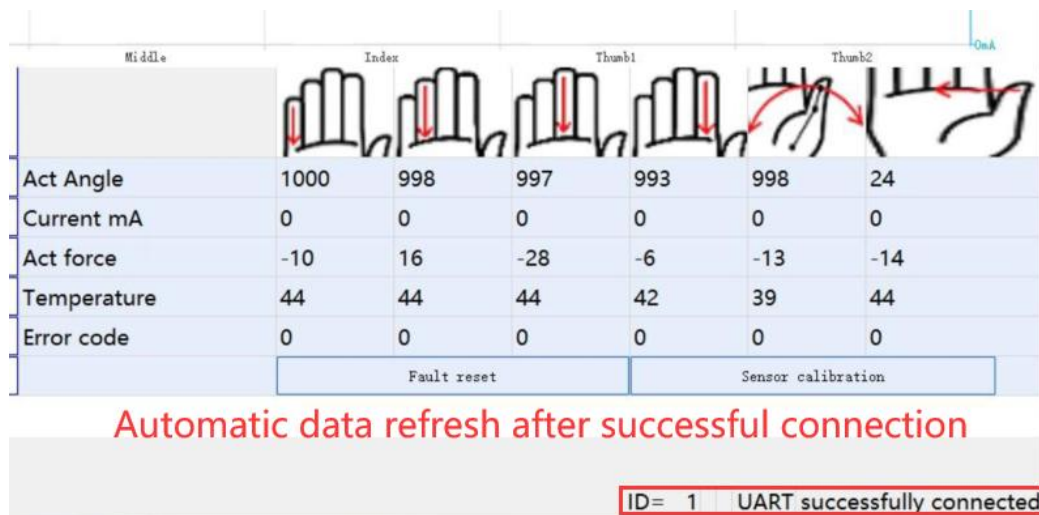 0mA
Middle Index Thumb1 Thumb2
Act Angle 1000 998 997 993 998 24
Current mA 0 0 0 0 0 0
Act force -10 16 -28 -6 -13 -14
Temperature 44 44 44 42 39 44
Error code 0 0 0 0 0 0
Fault reset Sensor calibration
Automatic data refresh after successful connection
ID= 1 UART successfully connected